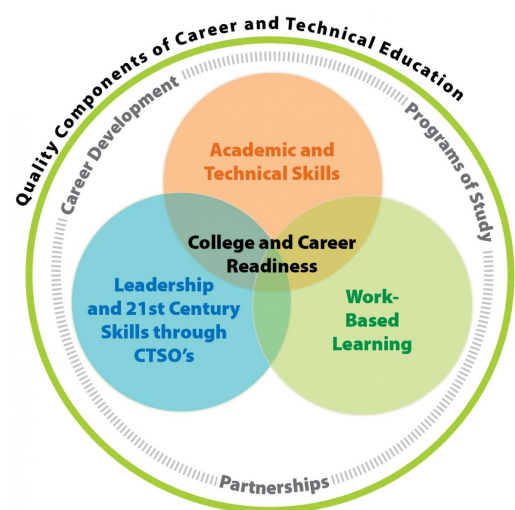 Quality Components of Career and Technical Education
Career Development
Programs of Study
Academic and
Technical Skills
College and Career
Readiness
Leadership
and 21st Century
Skills through
CTSO's
Work-
Based
Learning
Partnerships